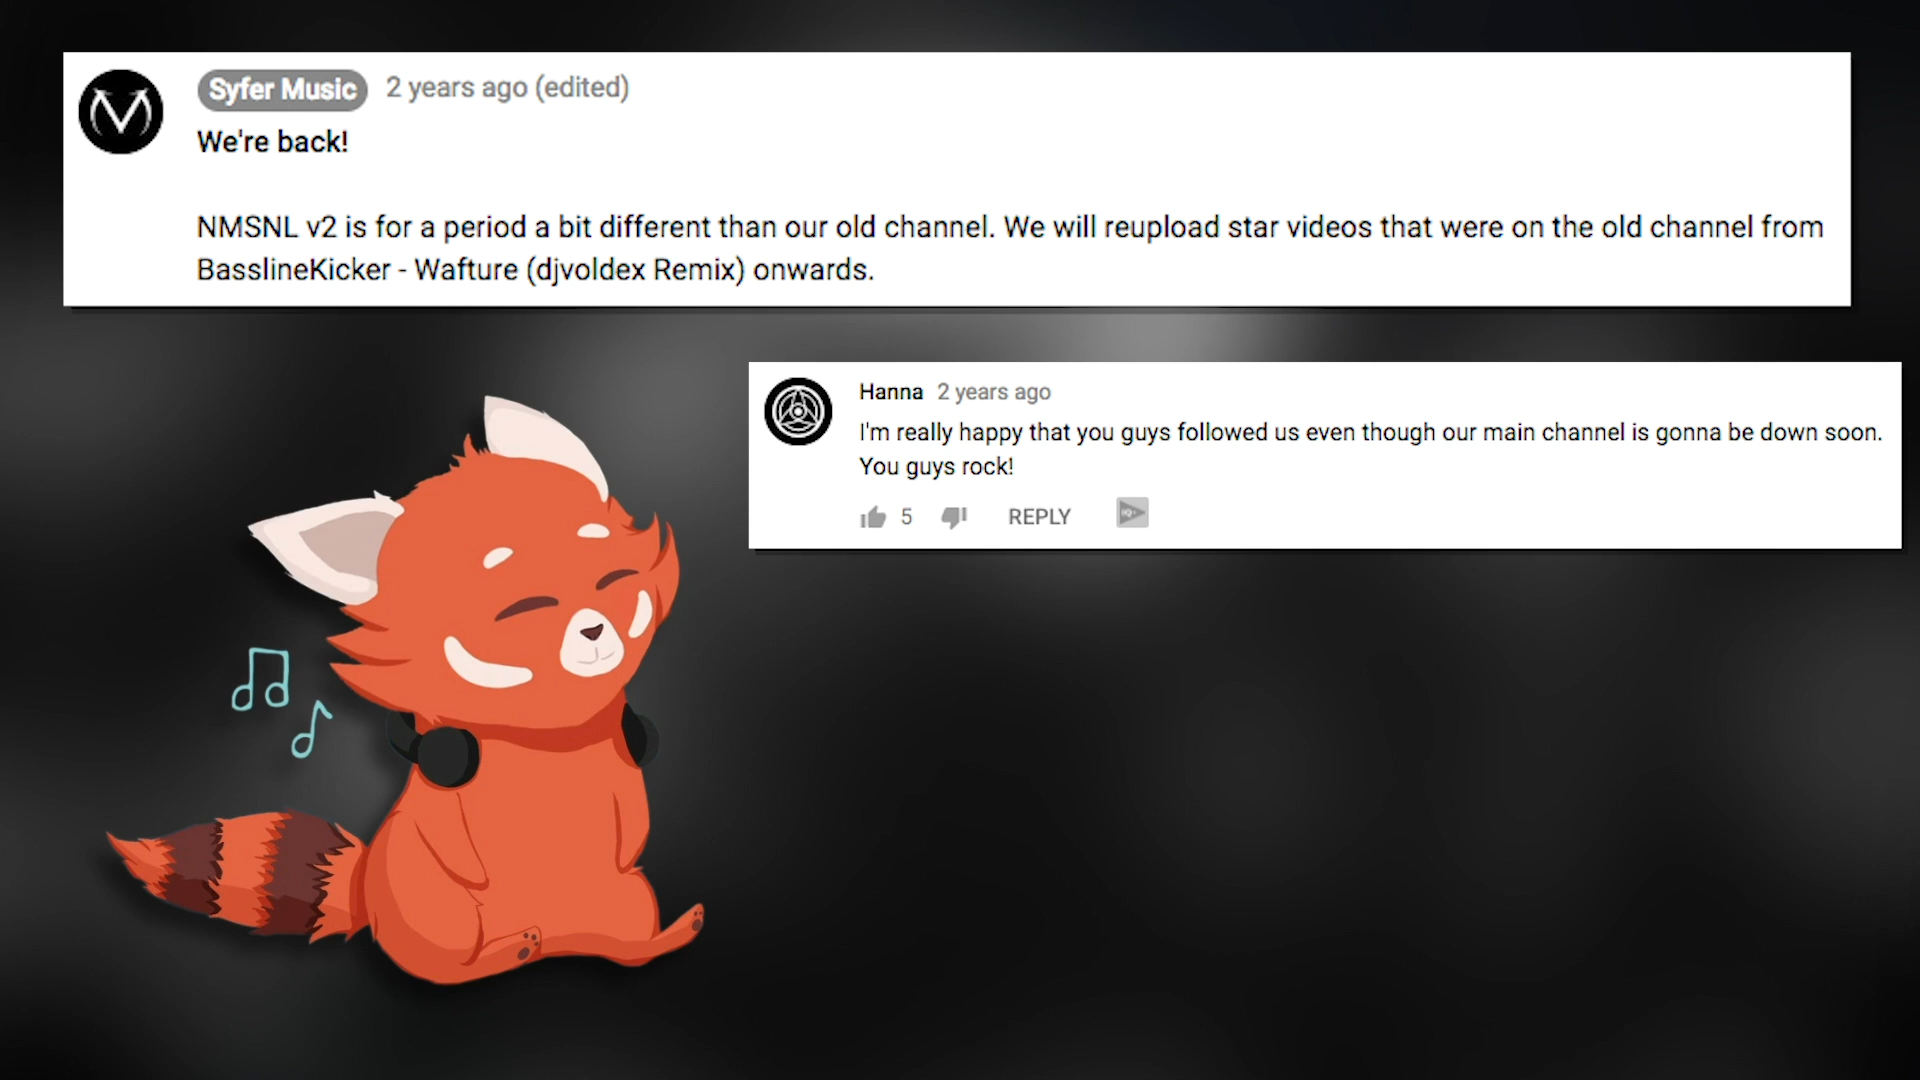 Syfer Music 2 years ago (edited)
We're back!
NMSNL v2 is for a period a bit different than our old channel. We will reupload star videos that were on the old channel from
BasslineKicker - Wafture (djvoldex Remix) onwards.
Hanna 2 years ago
I'm really happy that you guys followed us even though our main channel is gonna be down soon.
You guys rock!
5 REPLY